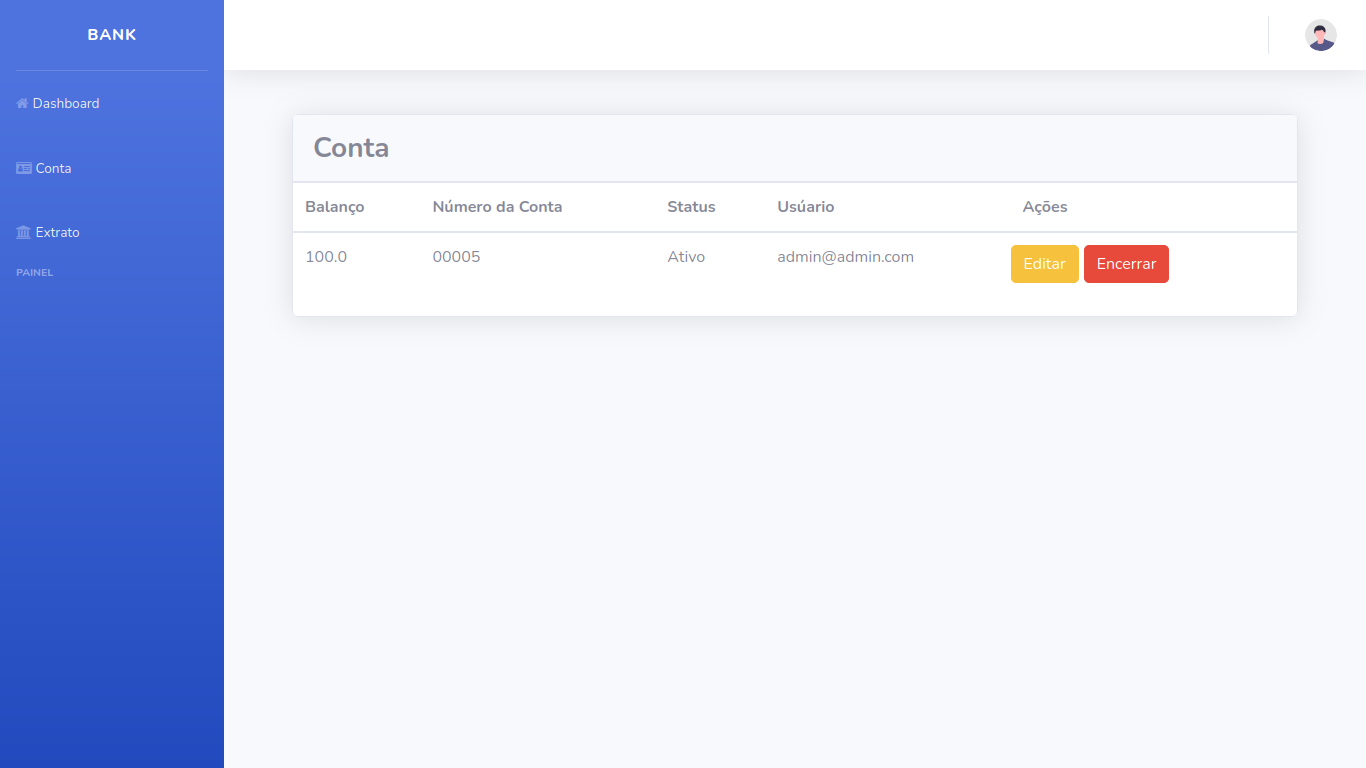 BANK
Dashboard
Conta
Extrato
PAINEL
Conta
Balanço Número da Conta Status Usúario Ações
100.0 00005 Ativo admin@admin.com Editar Encerrar